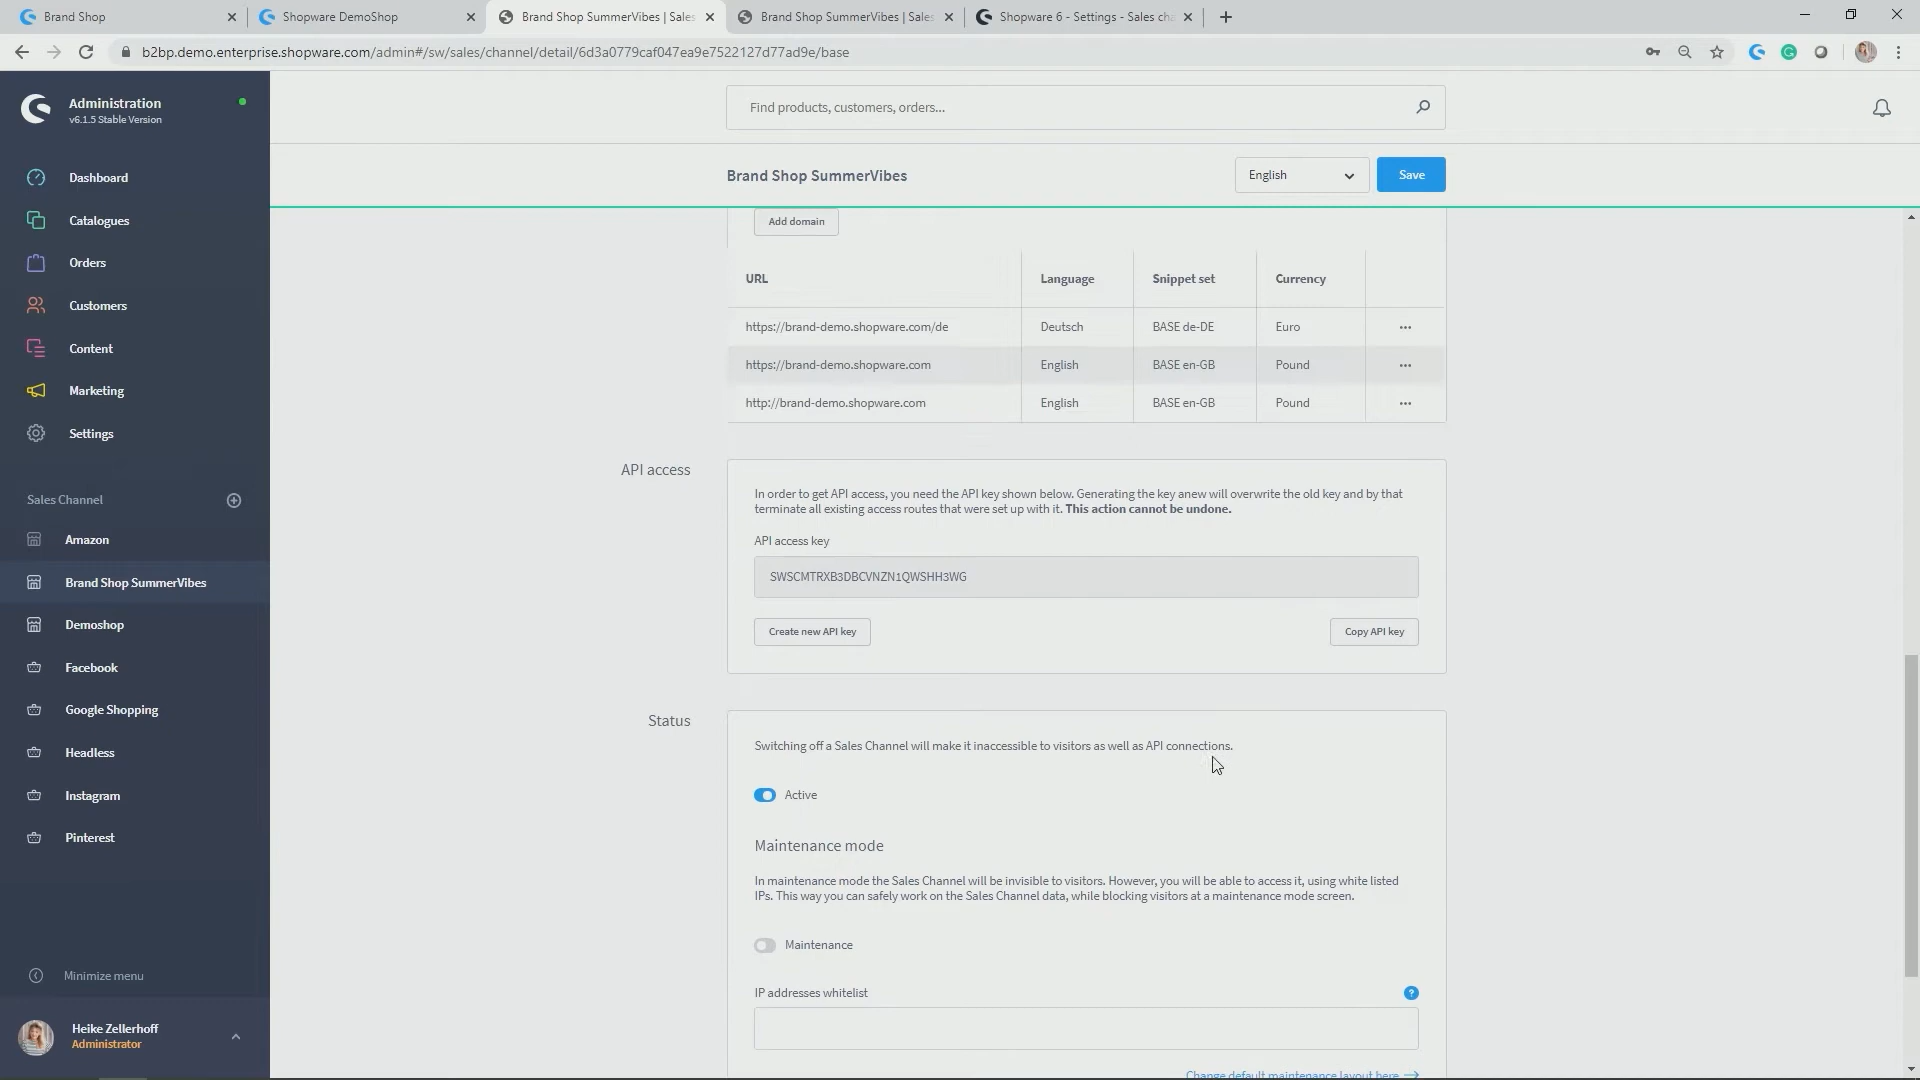 Brand Shop
Shopware DemoShop
Brand Shop SummerVibes | Sales
Brand Shop SummerVibes | Sales
Shopware 6 - Settings - Sales cha
b2bp.demo.enterprise.shopware.com/admin#/sw/sales/channel/detail/6d3a0779caf047ea9e7522127d77ad9e/base
Administration
v6.1.5 Stable Version
Find products, customers, orders...
Brand Shop SummerVibes
English
Save
Dashboard
Catalogues
Orders
Customers
Content
Marketing
Settings
Sales Channel
Amazon
Brand Shop SummerVibes
Demoshop
Facebook
Google Shopping
Headless
Instagram
Pinterest
Minimize menu
Heike Zellerhoff
Administrator
Add domain
URL Language Snippet set Currency
https://brand-demo.shopware.com/de Deutsch BASE de-DE Euro ...
https://brand-demo.shopware.com English BASE en-GB Pound ...
http://brand-demo.shopware.com English BASE en-GB Pound ...
API access
In order to get API access, you need the API key shown below. Generating the key anew will overwrite the old key and by that
terminate all existing access routes that were set up with it. This action cannot be undone.
API access key
SWSCMTRXB3DBCVNZN1QWSHH3WG
Create new API key
Copy API key
Status
Switching off a Sales Channel will make it inaccessible to visitors as well as API connections.
Active
Maintenance mode
In maintenance mode the Sales Channel will be invisible to visitors. However, you will be able to access it, using white listed
IPs. This way you can safely work on the Sales Channel data, while blocking visitors at a maintenance mode screen.
Maintenance
IP addresses whitelist
?
Change default maintenance layout here →